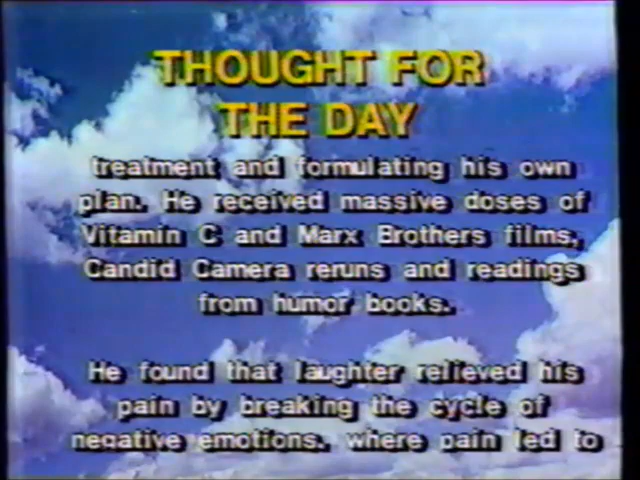 THOUGHT FOR
THE DAY
treatment and formulating his own
plan. He received massive doses of
Vitamin C and Marx Brothers films,
Candid Camera reruns and readings
from humor books.
He found that laughter relieved his
pain by breaking the cycle of
negative emotions, where pain led to